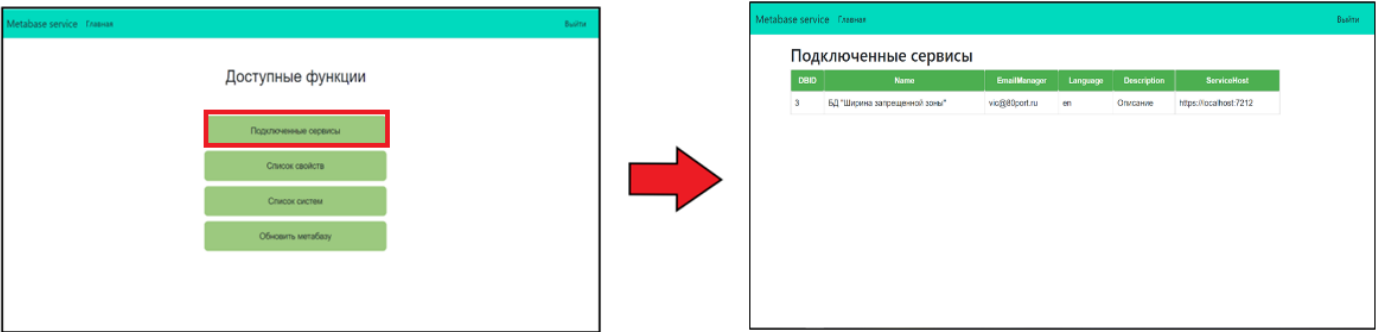 Metabase service Главная Выйти
Доступные функции
Подключенные сервисы
Список свойств
Список систем
Обновить метабазу
Metabase service Главная Выйти
Подключенные сервисы
DBID Name EmailManager Language Description ServiceHost
3 БД "Ширина запрещенной зоны" vic@80port.ru en Описание https://localhost:7212